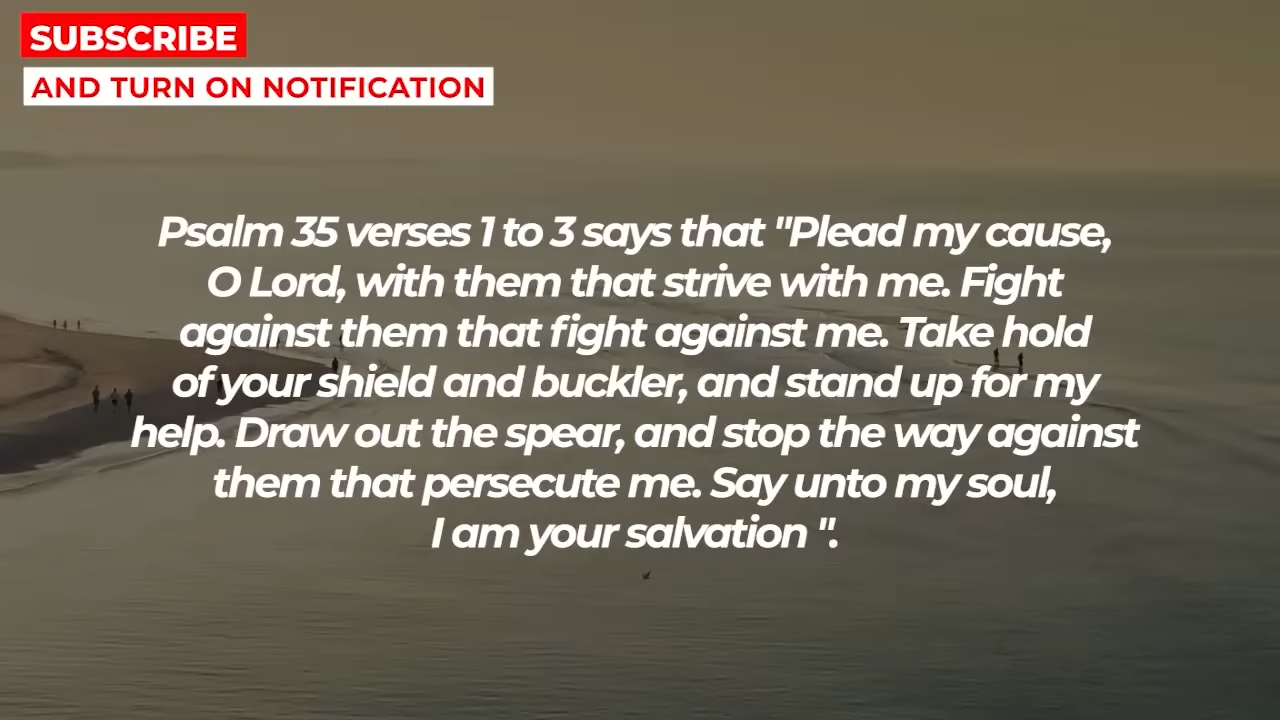 SUBSCRIBE
AND TURN ON NOTIFICATION
Psalm 35 verses 1 to 3 says that "Plead my cause,
O Lord, with them that strive with me. Fight
against them that fight against me. Take hold
of your shield and buckler, and stand up for my
help. Draw out the spear, and stop the way against
them that persecute me. Say unto my soul,
I am your salvation ".